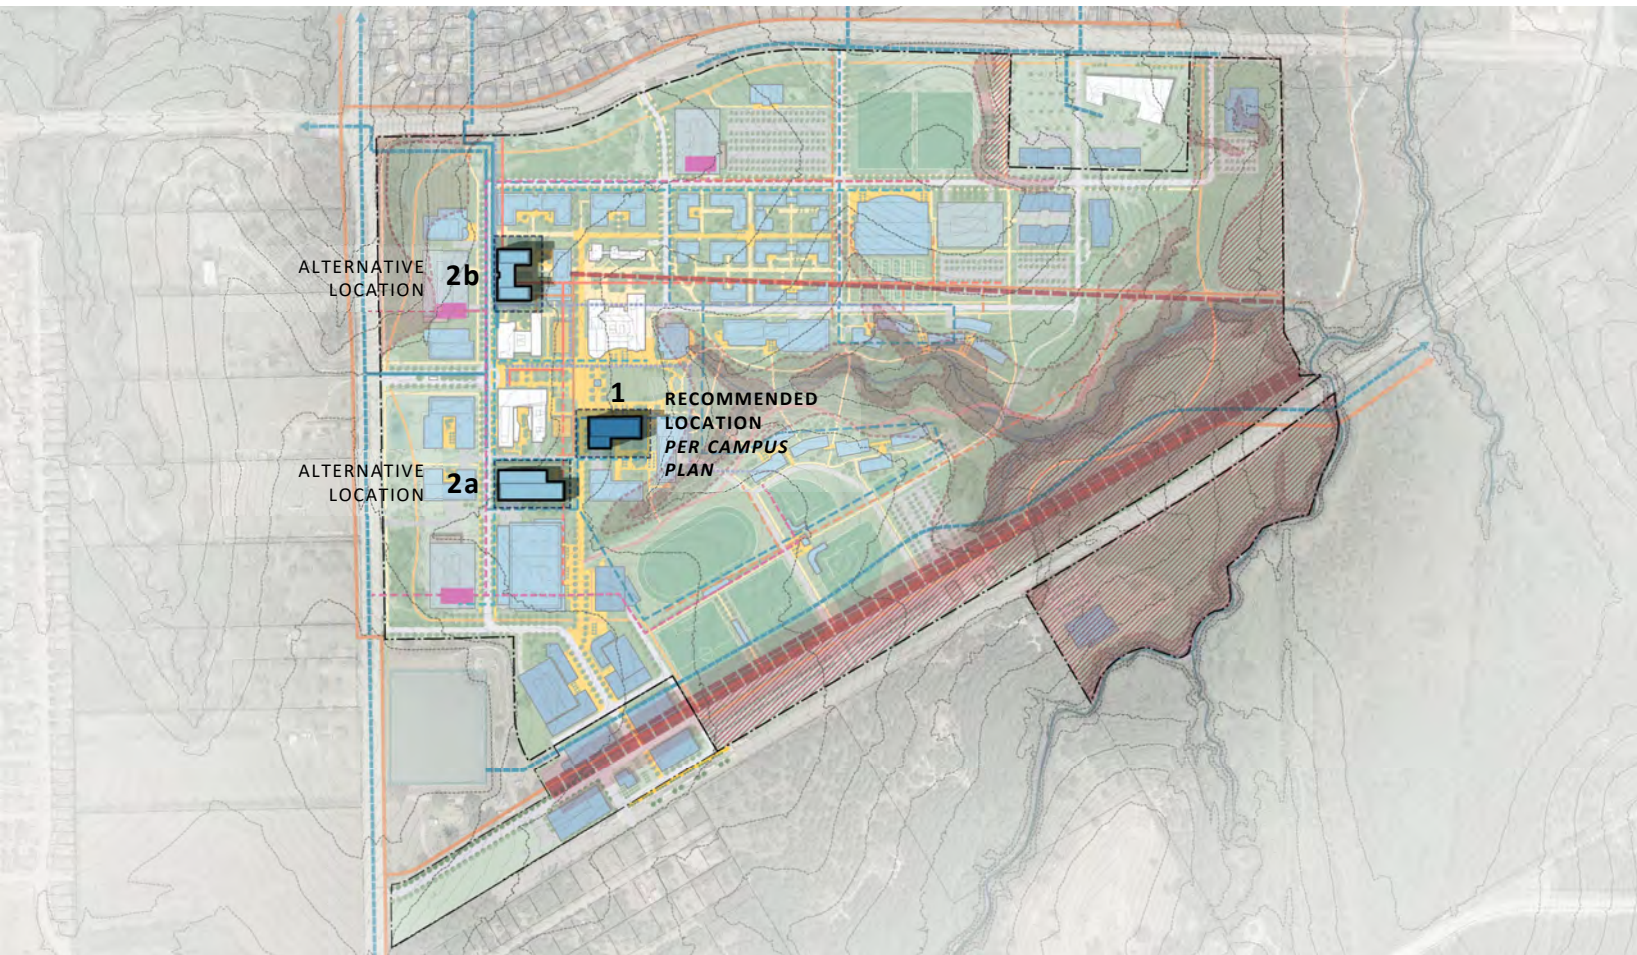 ALTERNATIVE
LOCATION
2b
1
RECOMMENDED
LOCATION
PER CAMPUS
PLAN
ALTERNATIVE
LOCATION
2a